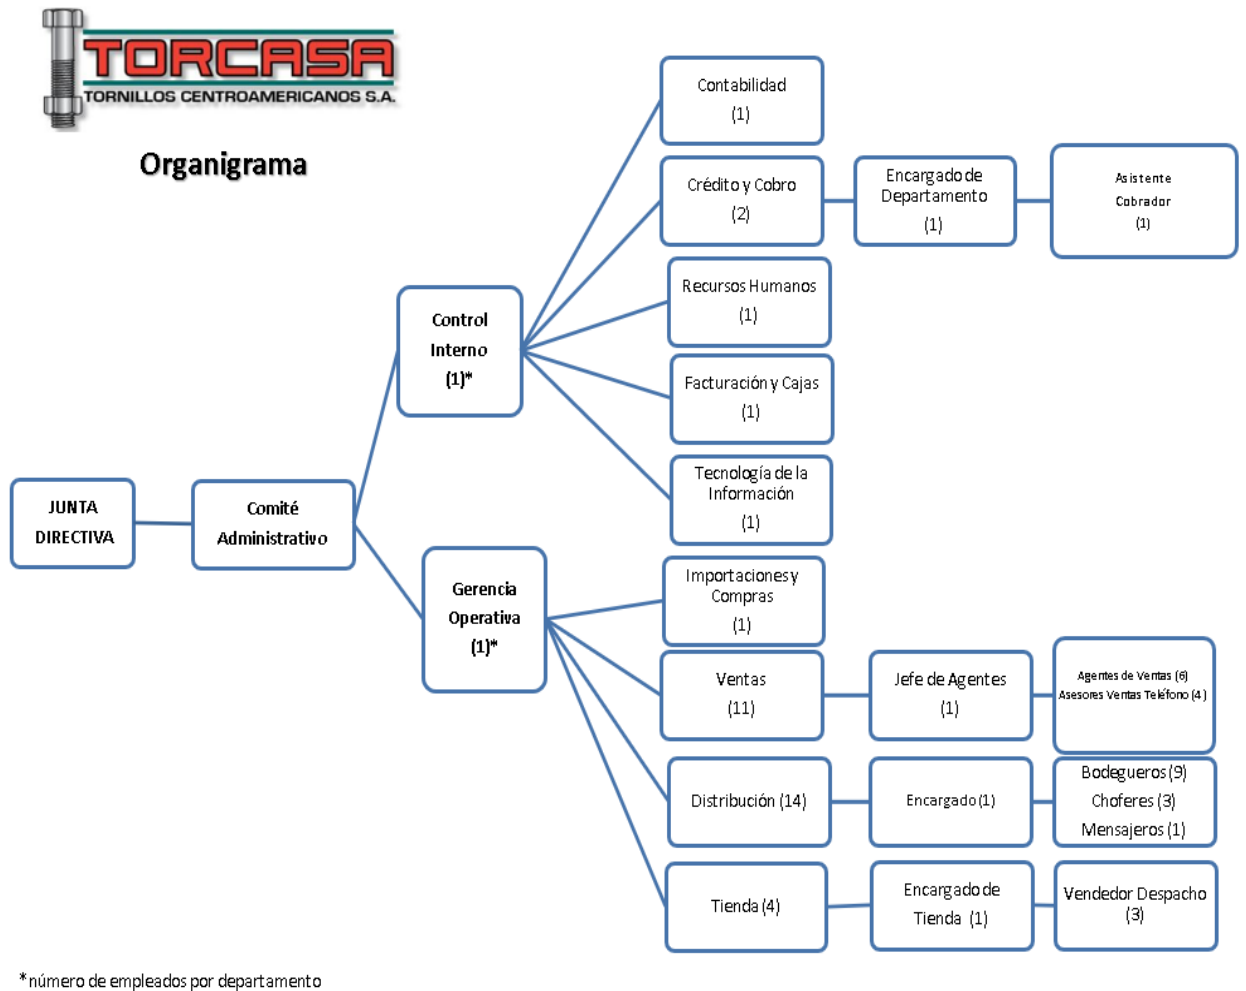 TORCASA
TORNILLOS CENTROAMERICANOS S.A.
Organigrama
JUNTA
DIRECTIVA
Comité
Administrativo
Control
Interno
(1)*
Contabilidad
(1)
Crédito y Cobro
(2)
Encargado de
Departamento
(1)
Asistente
Cobrador
(1)
Recursos Humanos
(1)
Facturación y Cajas
(1)
Tecnología de la
Información
(1)
Gerencia
Operativa
(1)*
Importaciones y
Compras
(1)
Ventas
(11)
Jefe de Agentes
(1)
Agentes de Ventas (6)
Asesores Ventas Teléfono (4)
Distribución (14)
Encargado (1)
Bodegueros (9)
Choferes (3)
Mensajeros (1)
Tienda (4)
Encargado de
Tienda (1)
Vendedor Despacho
(3)
*número de empleados por departamento